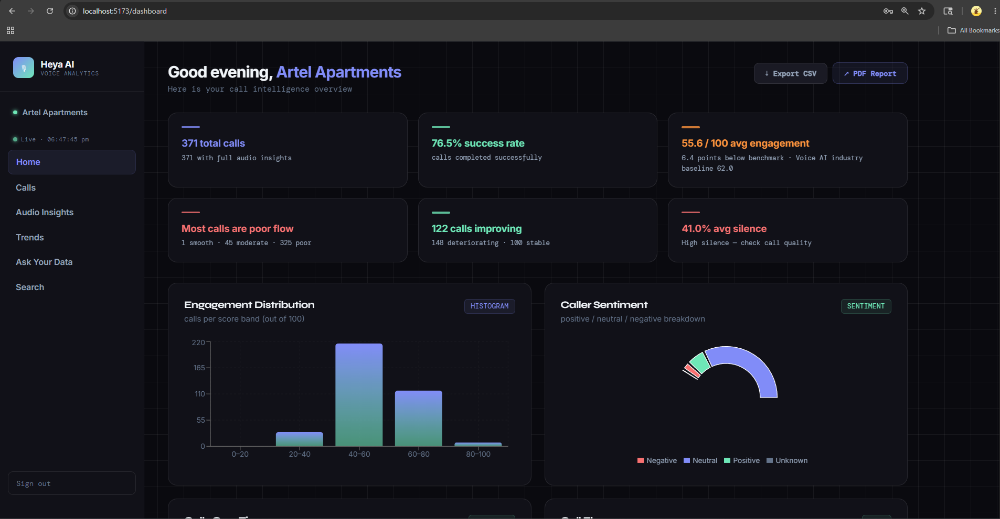 localhost:5173/dashboard
All Bookmarks
Heya AI
VOICE ANALYTICS
Artel Apartments
Live · 06:47:45 pm
Home
Calls
Audio Insights
Trends
Ask Your Data
Search
Sign out
Good evening, Artel Apartments
Here is your call intelligence overview
↓ Export CSV
↗ PDF Report
371 total calls
371 with full audio insights
76.5% success rate
calls completed successfully
55.6 / 100 avg engagement
6.4 points below benchmark · Voice AI industry
baseline 62.0
Most calls are poor flow
1 smooth · 45 moderate · 325 poor
122 calls improving
148 deteriorating · 100 stable
41.0% avg silence
High silence — check call quality
Engagement Distribution
calls per score band (out of 100)
HISTOGRAM
220
165
110
55
0
0–20 20–40 40–60 60–80 80–100
Caller Sentiment
positive / neutral / negative breakdown
SENTIMENT
Negative Neutral Positive Unknown